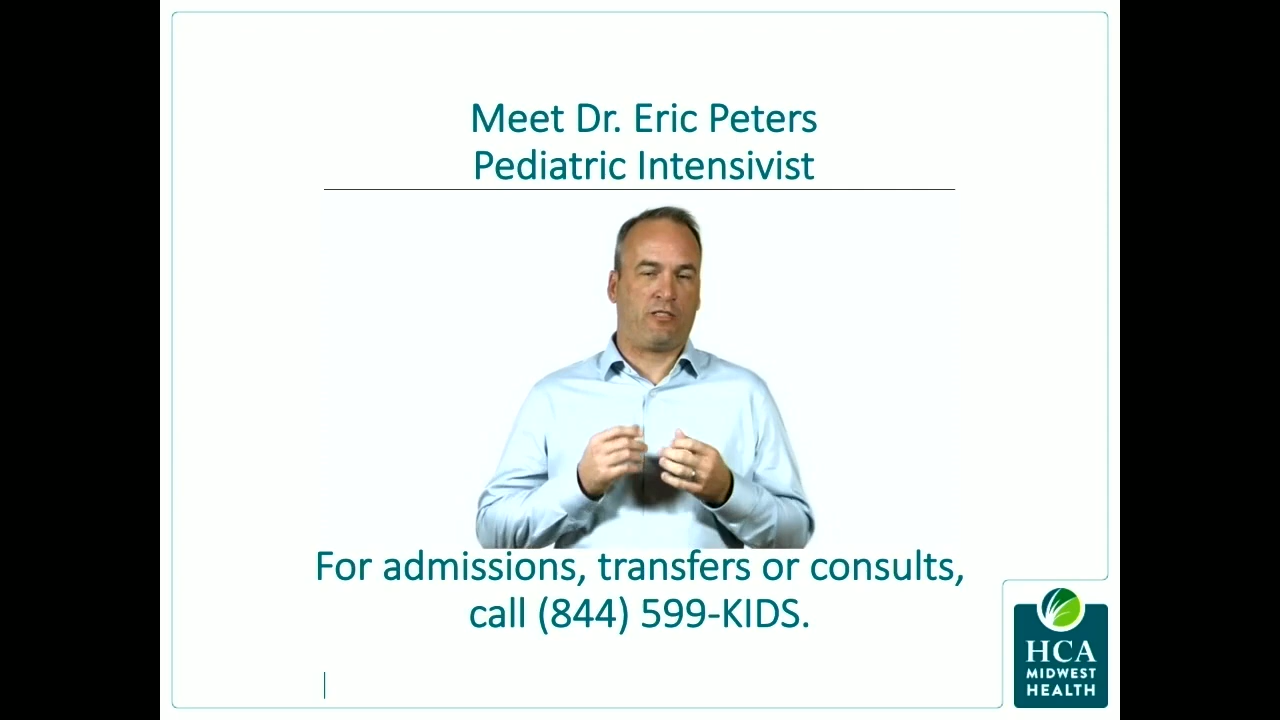 Meet Dr. Eric Peters
Pediatric Intensivist
For admissions, transfers or consults,
call (844) 599-KIDS.
HCA
MIDWEST
HEALTH